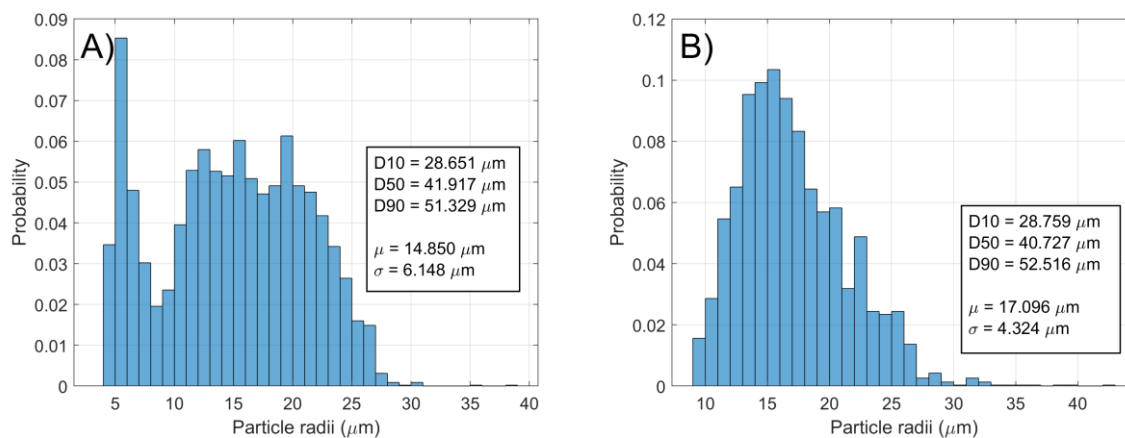 A)
0.09
0.08
0.07
0.06
0.05
0.04
0.03
0.02
0.01
0
Probability
D10 = 28.651 μm
D50 = 41.917 μm
D90 = 51.329 μm
μ = 14.850 μm
σ = 6.148 μm
5 10 15 20 25 30 35 40
Particle radii (μm)
B)
0.12
0.1
0.08
0.06
0.04
0.02
0
Probability
D10 = 28.759 μm
D50 = 40.727 μm
D90 = 52.516 μm
μ = 17.096 μm
σ = 4.324 μm
10 15 20 25 30 35 40
Particle radii (μm)